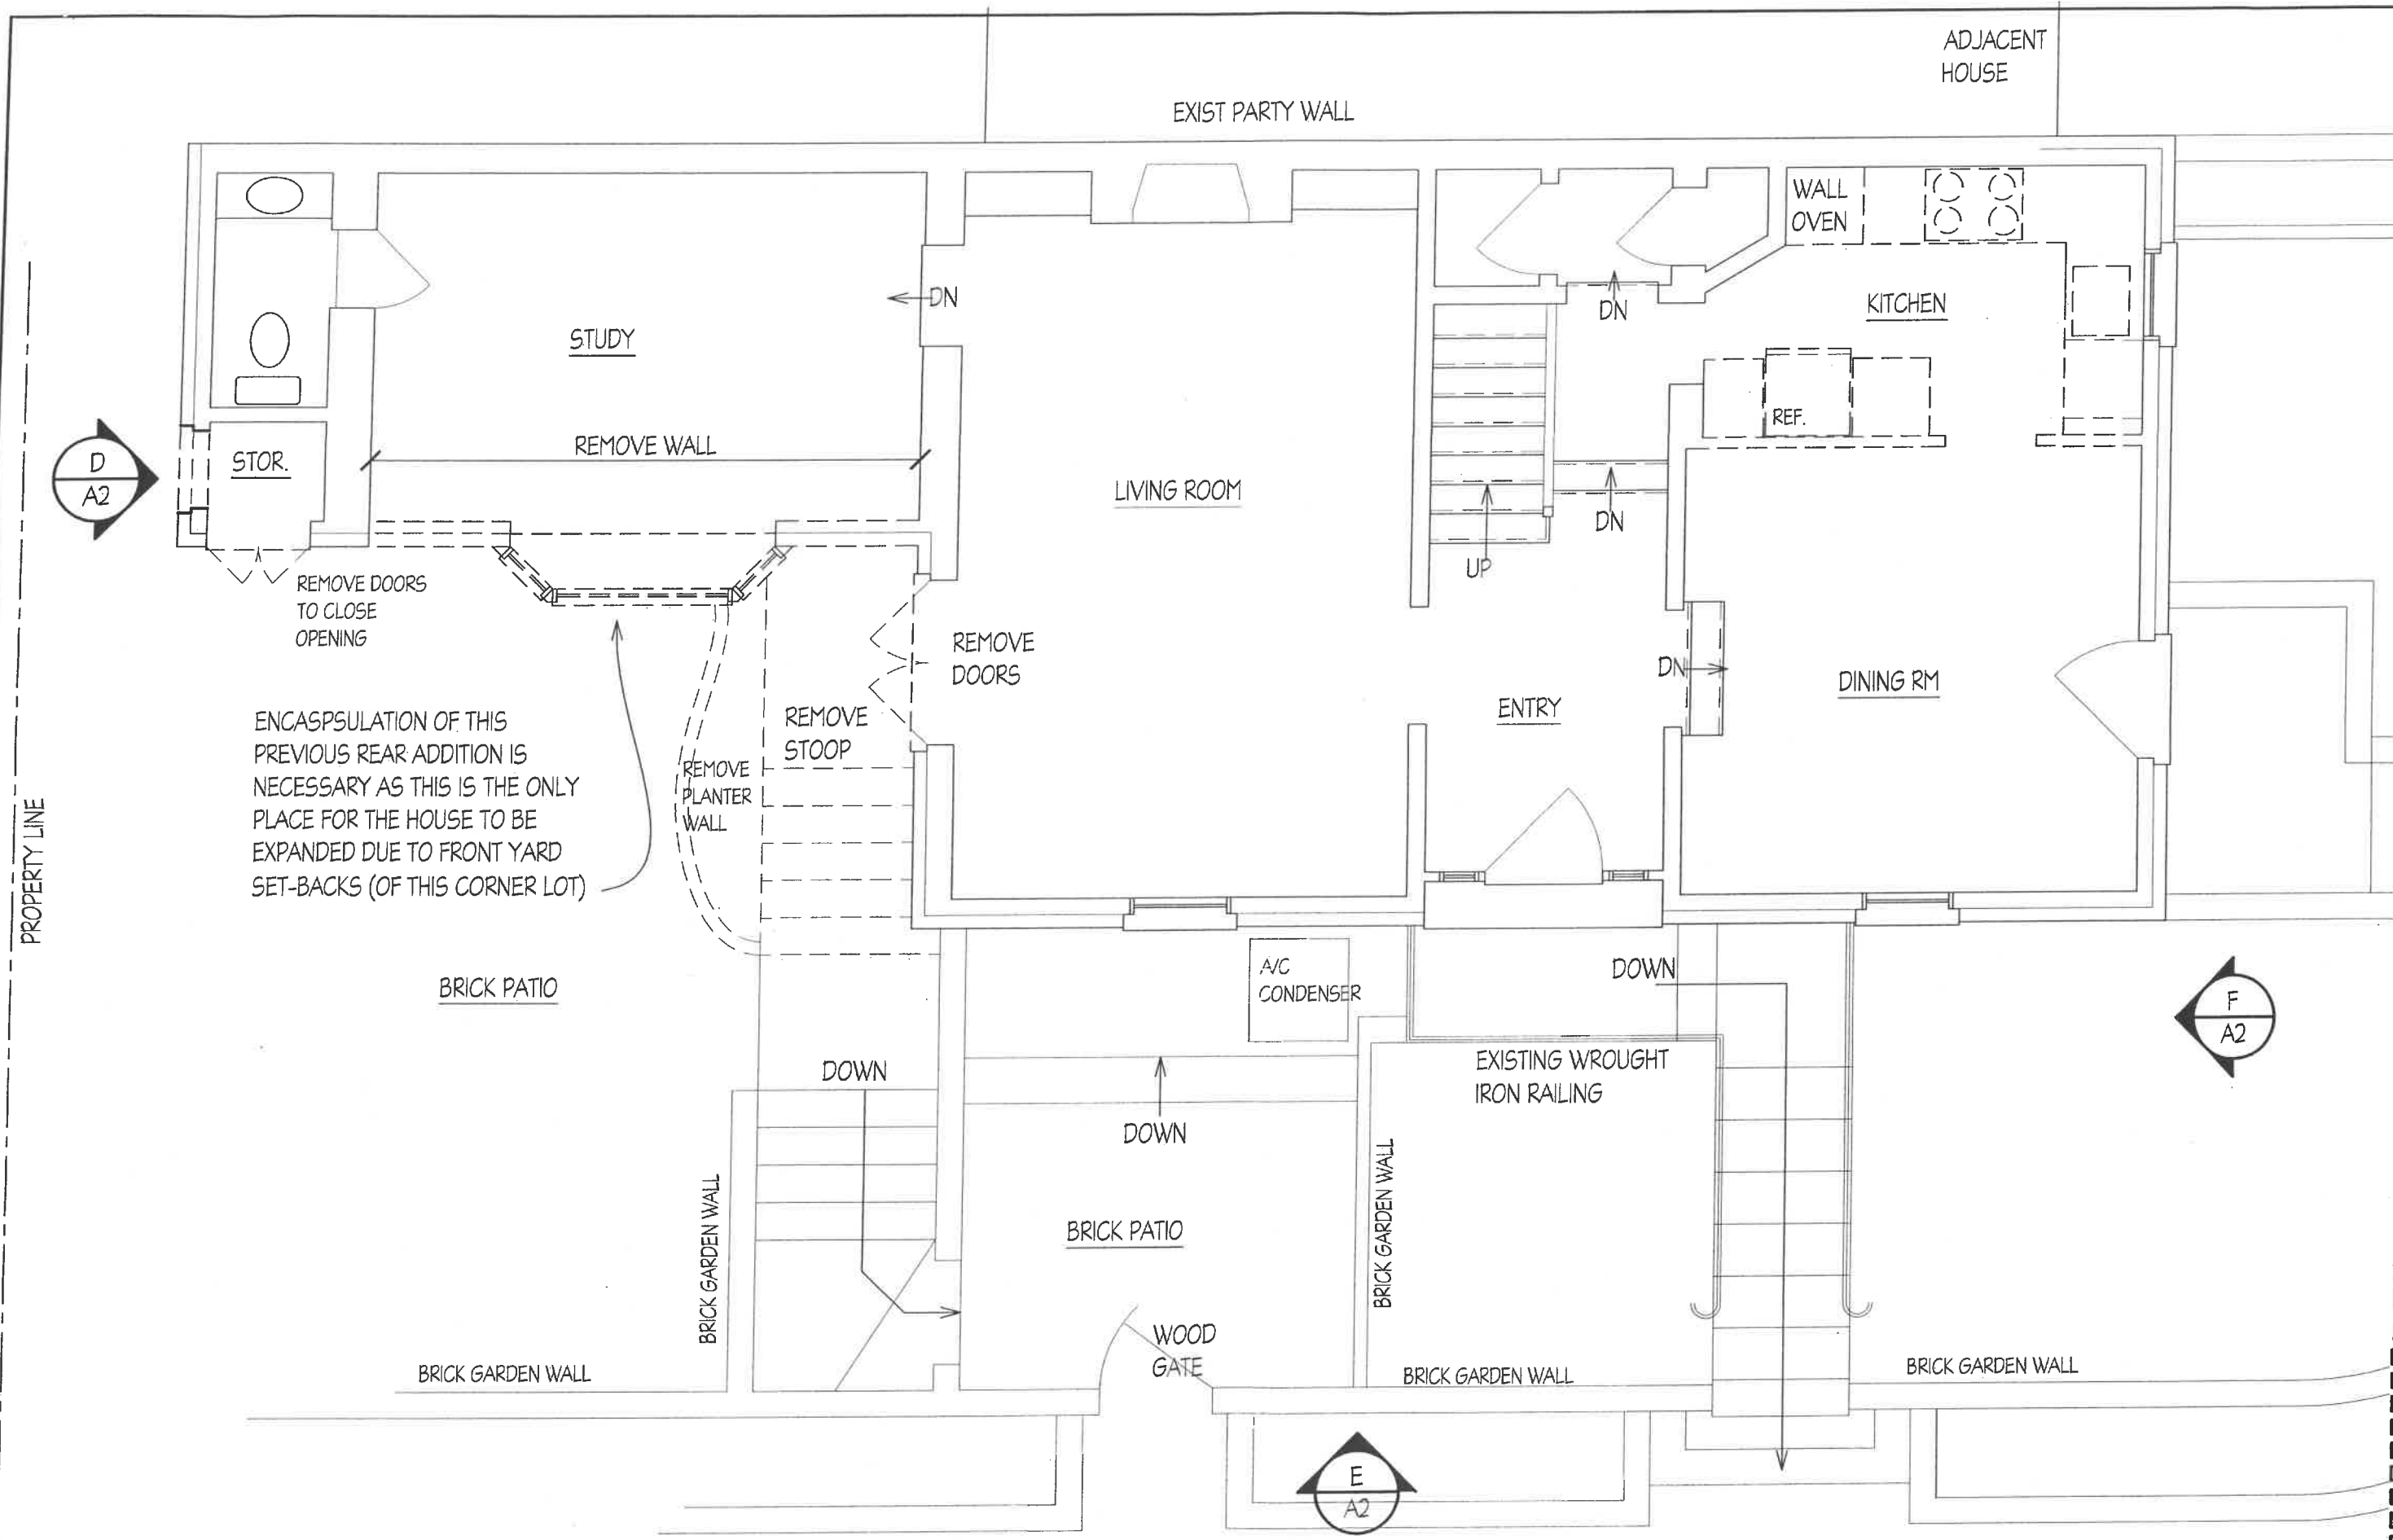 ADJACENT
HOUSE
EXIST PARTY WALL
WALL
OVEN
DN
DN
KITCHEN
STUDY
REF.
REMOVE WALL
D
A2
STOR.
LIVING ROOM
DN
UP
REMOVE DOORS
TO CLOSE
OPENING
REMOVE
DOORS
DN
DINING RM
ENTRY
ENCASPSULATION OF THIS
PREVIOUS REAR ADDITION IS
NECESSARY AS THIS IS THE ONLY
PLACE FOR THE HOUSE TO BE
EXPANDED DUE TO FRONT YARD
SET-BACKS (OF THIS CORNER LOT)
REMOVE
STOOP
REMOVE
PLANTER
WALL
PROPERTY LINE
BRICK PATIO
A/C
CONDENSER
DOWN
F
A2
DOWN
EXISTING WROUGHT
IRON RAILING
DOWN
BRICK GARDEN WALL
BRICK GARDEN WALL
BRICK PATIO
WOOD
GATE
BRICK GARDEN WALL
BRICK GARDEN WALL
BRICK GARDEN WALL
E
A2